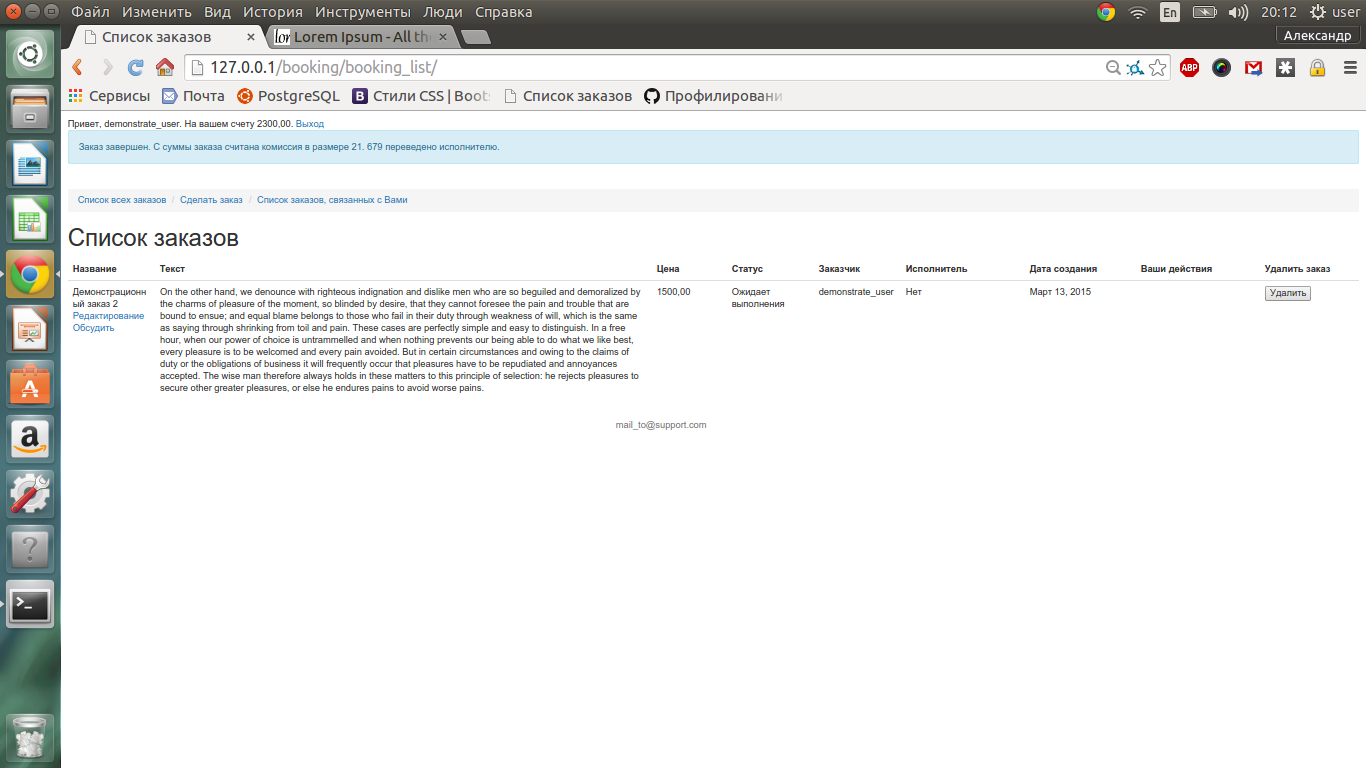 Файл Изменить Вид История Инструменты Люди Справка
En 20:12 user
Список заказов × Lorem Ipsum - All the ×
Александр
127.0.0.1/booking/booking_list/
ABP
Сервисы Почта PostgreSQL B Стили CSS | Boot Список заказов Профилировани
Привет, demonstrate_user. На вашем счету 2300,00. Выход
Заказ завершен. С суммы заказа считана комиссия в размере 21. 679 переведено исполнителю.
Список всех заказов / Сделать заказ / Список заказов, связанных с Вами
Список заказов
Название Текст Цена Статус Заказчик Исполнитель Дата создания Ваши действия Удалить заказ
Демонстрационн
ый заказ 2
Редактирование
Обсудить
On the other hand, we denounce with righteous indignation and dislike men who are so beguiled and demoralized by
the charms of pleasure of the moment, so blinded by desire, that they cannot foresee the pain and trouble that are
bound to ensue; and equal blame belongs to those who fail in their duty through weakness of will, which is the same
as saying through shrinking from toil and pain. These cases are perfectly simple and easy to distinguish. In a free
hour, when our power of choice is untrammelled and when nothing prevents our being able to do what we like best,
every pleasure is to be welcomed and every pain avoided. But in certain circumstances and owing to the claims of
duty or the obligations of business it will frequently occur that pleasures have to be repudiated and annoyances
accepted. The wise man therefore always holds in these matters to this principle of selection: he rejects pleasures to
secure other greater pleasures, or else he endures pains to avoid worse pains.
1500,00
Ожидает
выполнения
demonstrate_user
Нет
Март 13, 2015
Удалить
mail_to@support.com